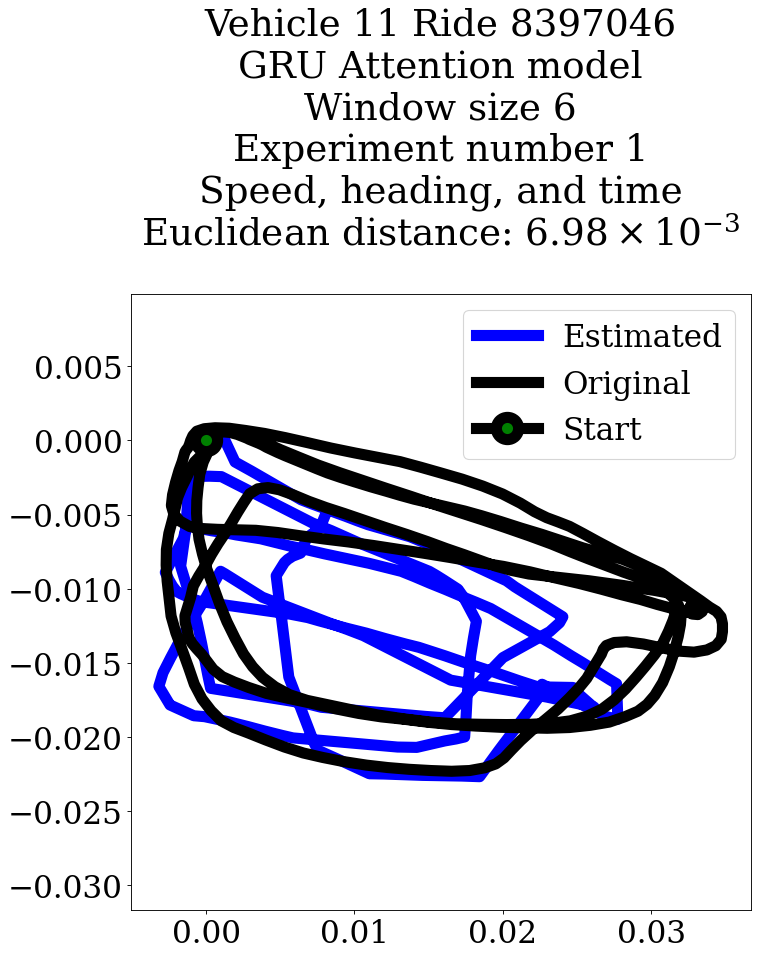 Vehicle 11 Ride 8397046
GRU Attention model
Window size 6
Experiment number 1
Speed, heading, and time
Euclidean distance: 6.98 × 10⁻³
Estimated
Original
Start
0.005
0.000
−0.005
−0.010
−0.015
−0.020
−0.025
−0.030
0.00 0.01 0.02 0.03